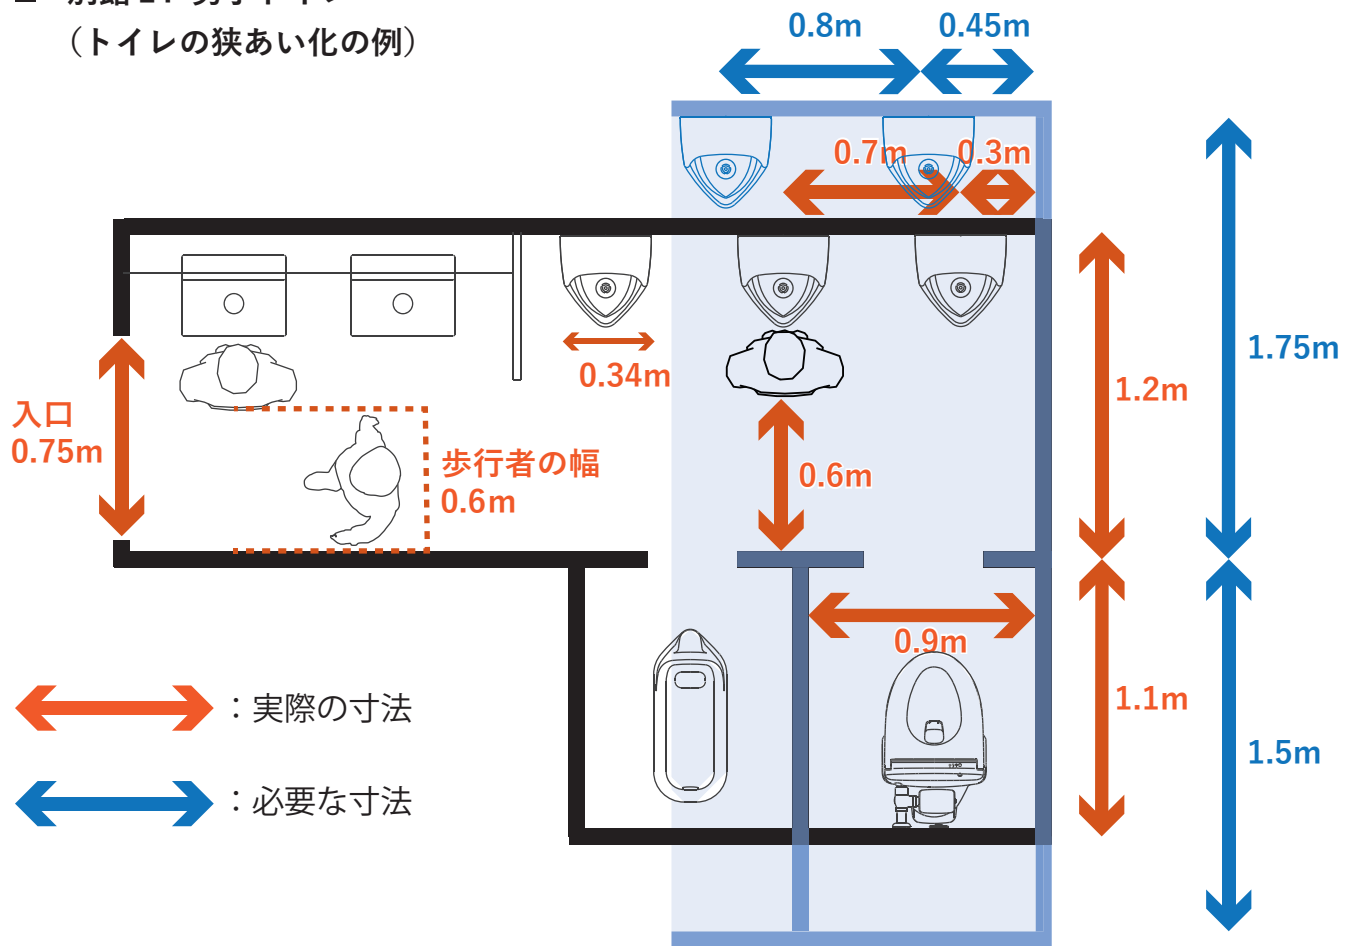 （トイレの狭あい化の例）
0.8m
0.45m
0.7m
0.3m
0.34m
1.75m
1.2m
入口
0.75m
歩行者の幅
0.6m
0.6m
0.9m
1.1m
1.5m
：実際の寸法
：必要な寸法